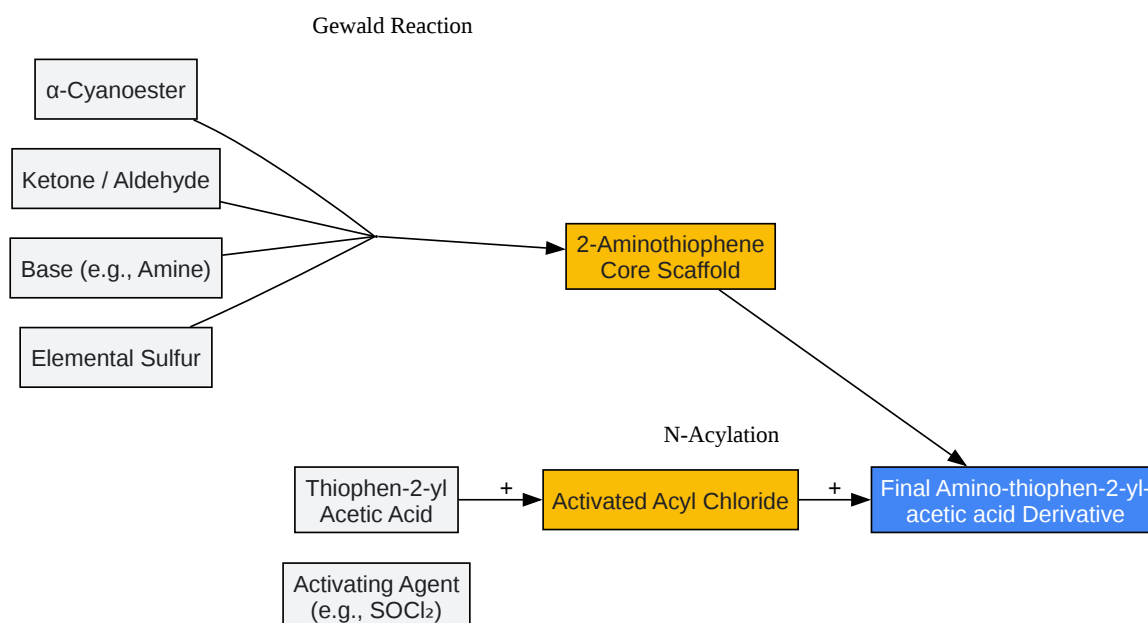 Gewald Reaction
α-Cyanoester
Ketone / Aldehyde
Base (e.g., Amine)
Elemental Sulfur
2-Aminothiophene
Core Scaffold
N-Acylation
Thiophen-2-yl
Acetic Acid
+
Activated Acyl Chloride
+
Final Amino-thiophen-2-yl-
acetic acid Derivative
Activating Agent
(e.g., SOCl₂)